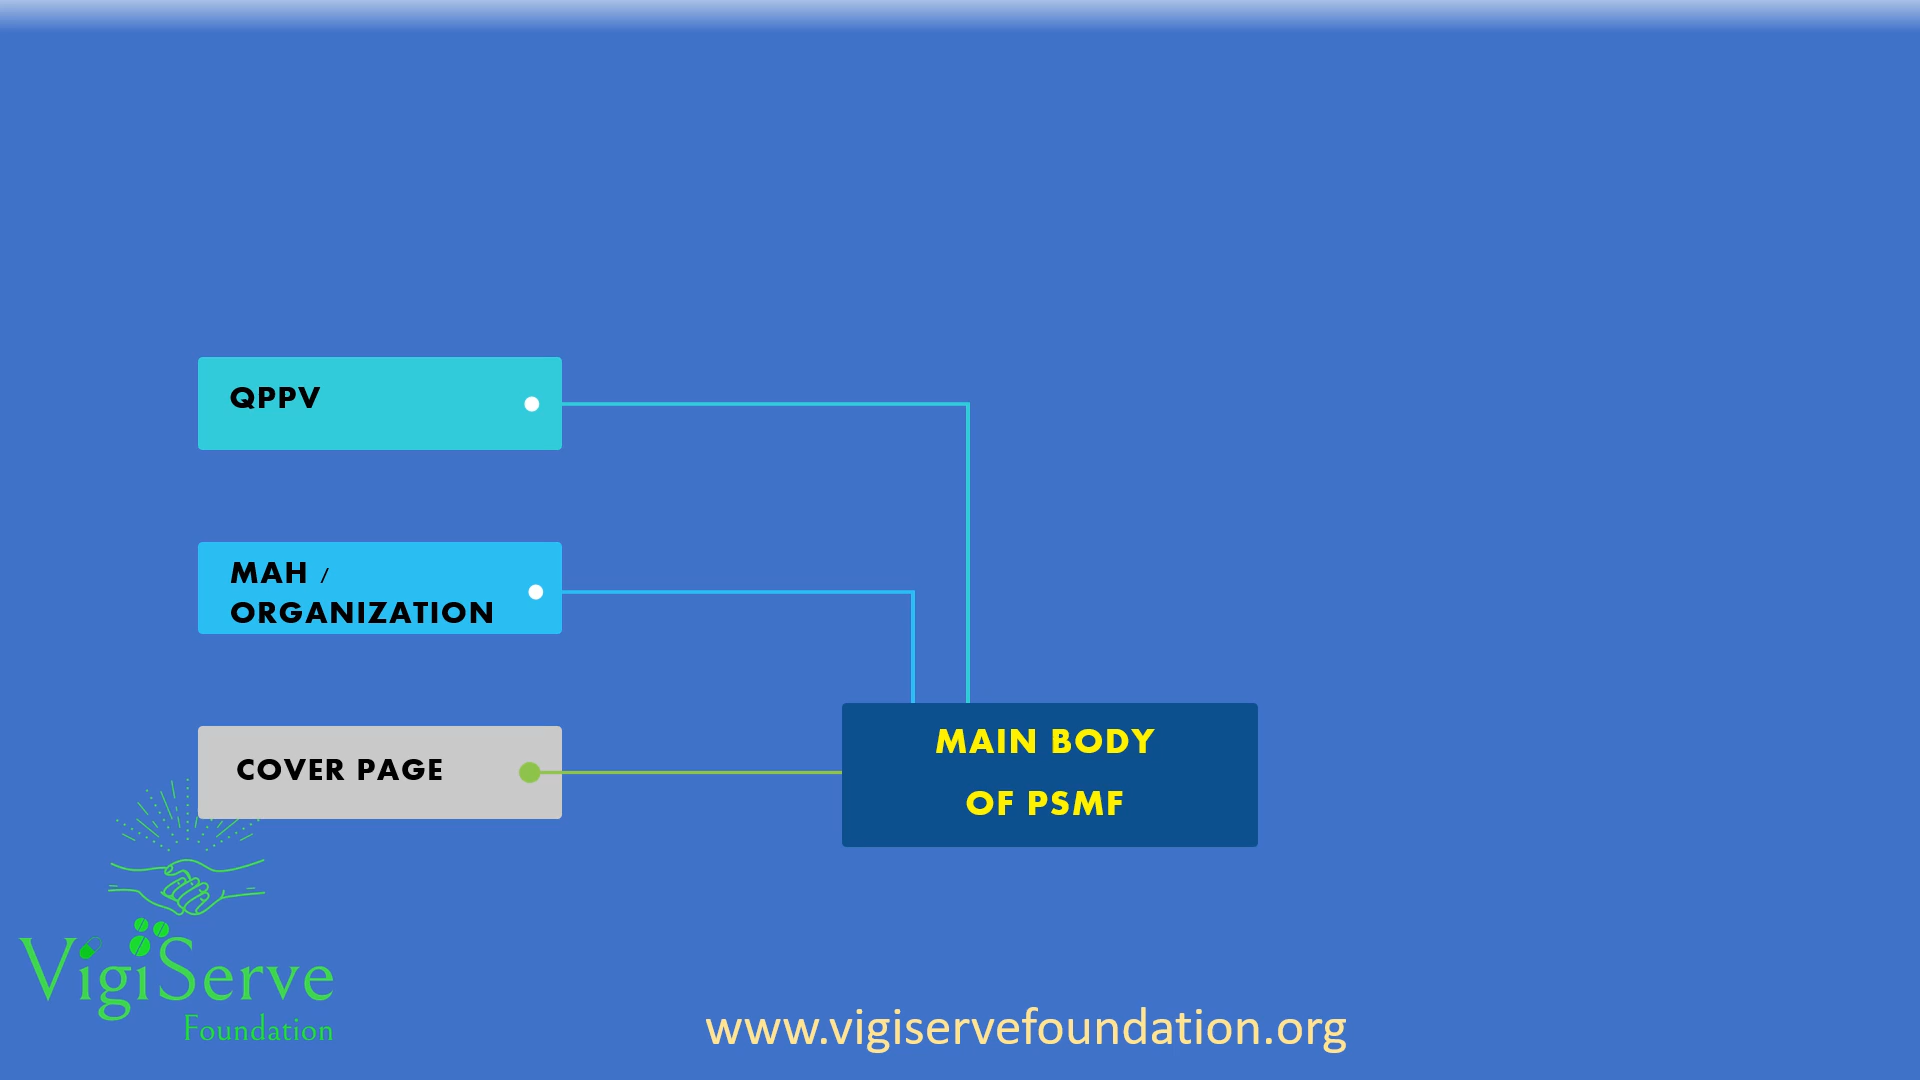 QPPV
MAH /
ORGANIZATION
COVER PAGE
MAIN BODY
OF PSMF
VigiServe
Foundation
www.vigiservefoundation.org